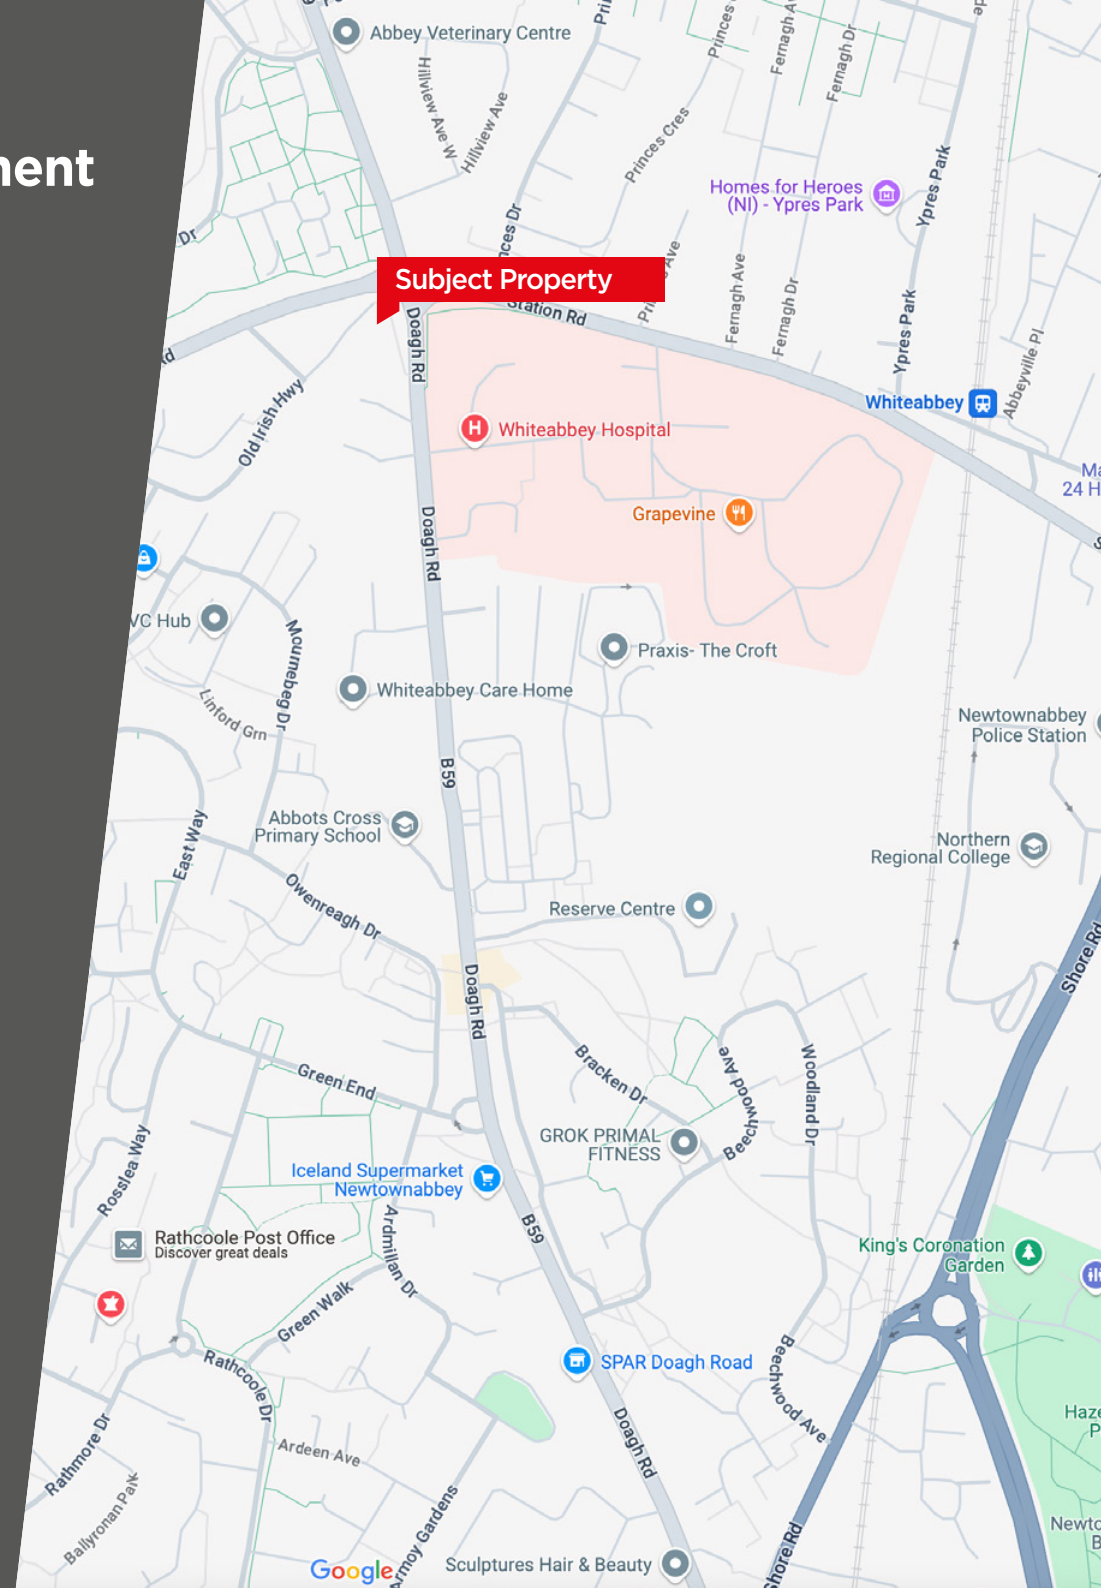 Abbey Veterinary Centre
Hillview Ave W
Hillview Ave
Princes Cres
Fernagh Dr
Homes for Heroes
(NI) - Ypres Park
Ypres Park
ment
Dr
Subject Property
Station Rd
Fernagh Ave
Fernagh Dr
Ypres Park
Abbeyville Pl
Doagh Rd
Whiteabbey
Old Irish Hwy
Whiteabbey Hospital
24 H
Grapevine
Doagh Rd
VC Hub
Mournebeg Dr
Praxis- The Croft
Linford Grn
Whiteabbey Care Home
Newtownabbey
Police Station
B59
Abbots Cross
Primary School
East Way
Northern
Regional College
Owenreagh Dr
Reserve Centre
Shore Rd
Doagh Rd
Green End
Bracken Dr
Beechwood Ave
Woodland Dr
GROK PRIMAL
FITNESS
Rosslea Way
Iceland Supermarket
Newtownabbey
Ardmillan Dr
B59
Rathcoole Post Office
Discover great deals
King's Coronation
Garden
Green Walk
SPAR Doagh Road
Rathcoole Dr
Beechwood Ave
Doagh Rd
Haze
P
Rathmore Dr
Ardeen Ave
Ballyronan Park
Armoy Gardens
Newto
B
Shore Rd
Google
Sculptures Hair & Beauty